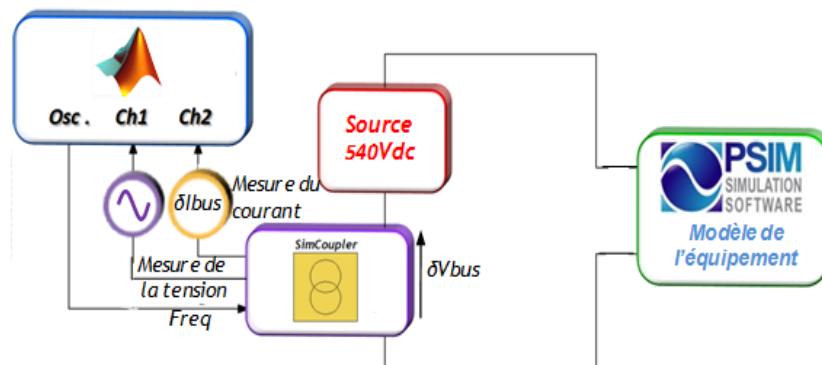 Osc .
Ch1
Ch2
Source
540Vdc
PSIM
SIMULATION
SOFTWARE
Modèle de
l'équipement
δIbus
Mesure du
courant
SimCoupler
δVbus
Mesure de
la tension
Freq